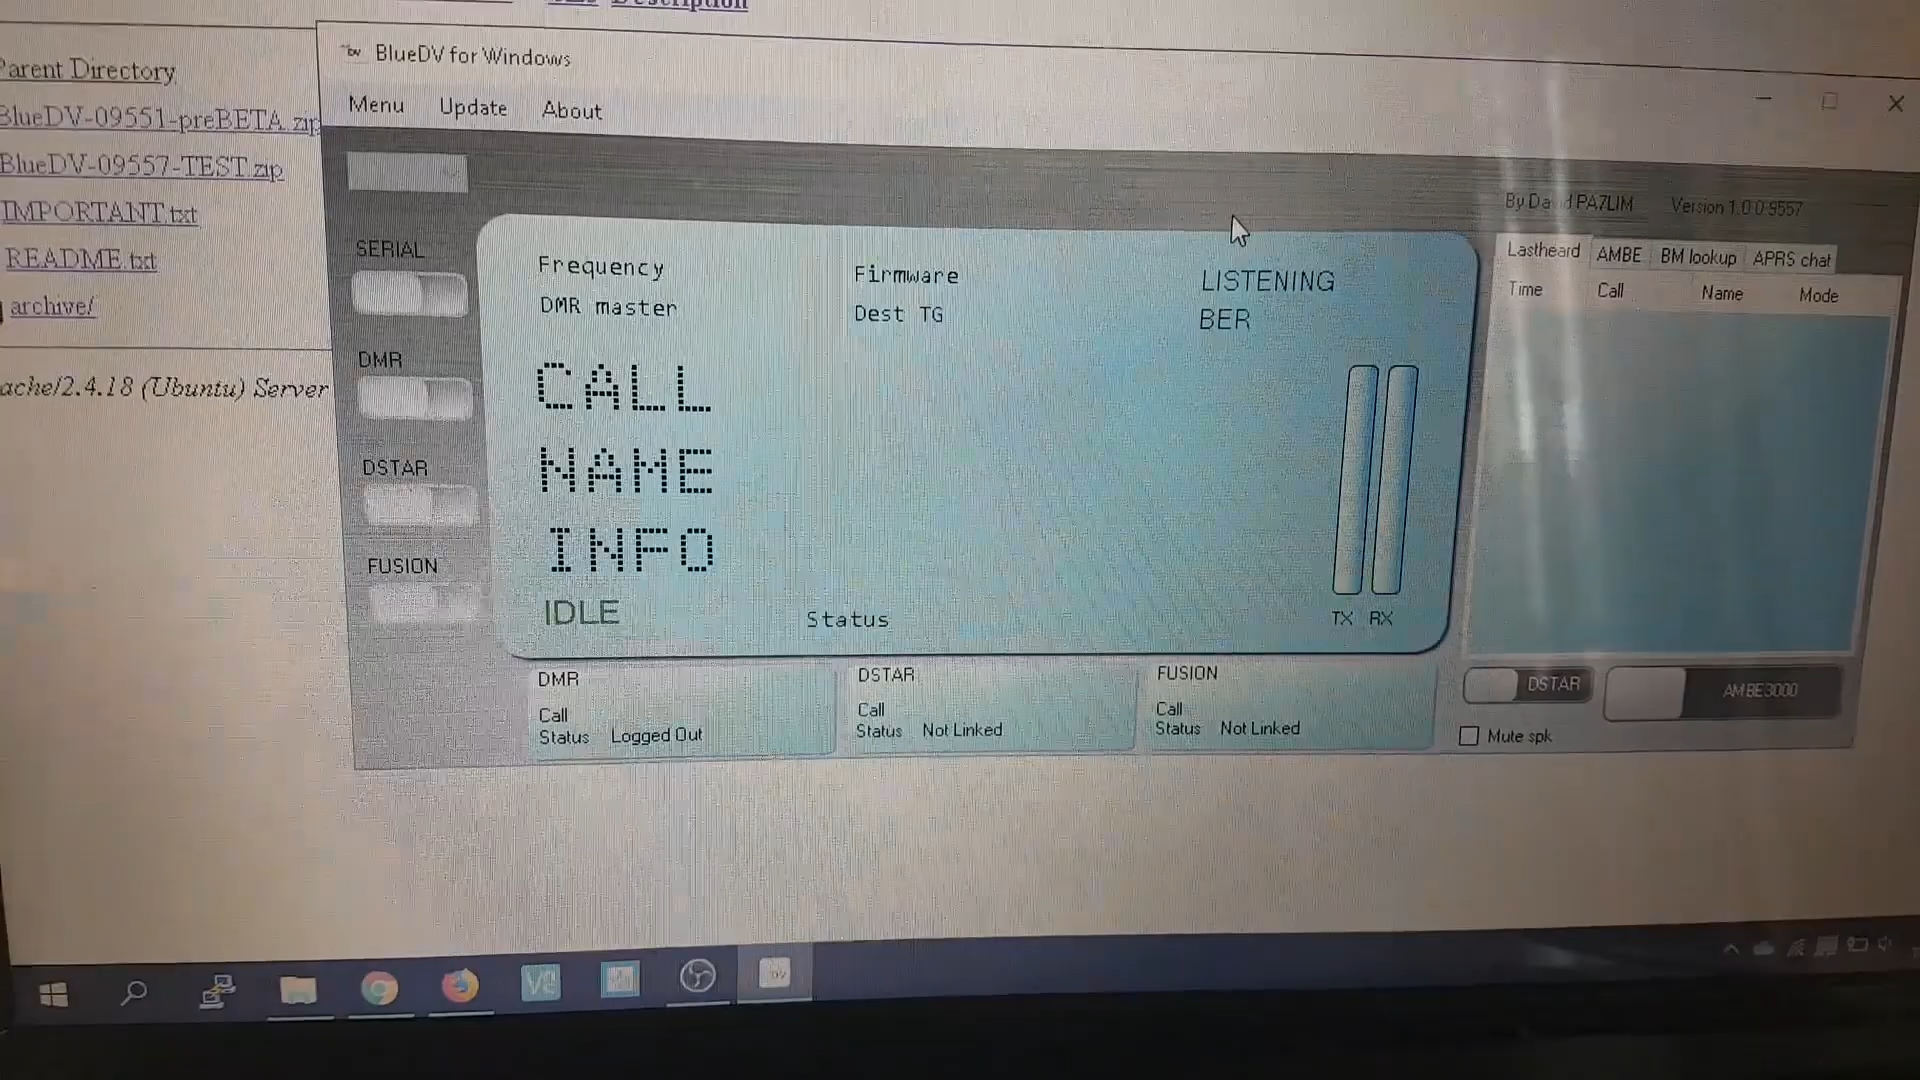 Description
Parent Directory
BlueDV-09551-preBETA.zip
BlueDV-09557-TEST.zip
IMPORTANT.txt
README.txt
archive/
ache/2.4.18 (Ubuntu) Server
BlueDV for Windows
Menu Update About
By David PA7LIM Version 1.0.0.9557
SERIAL
DMR
DSTAR
FUSION
Frequency Firmware LISTENING
DMR master Dest TG BER
CALL
NAME
INFO
IDLE Status TX RX
Lastheard AMBE BM lookup APRS chat
Time Call Name Mode
DMR
Call
Status Logged Out
DSTAR
Call
Status Not Linked
FUSION
Call
Status Not Linked
DSTAR AMBE3000
Mute spk